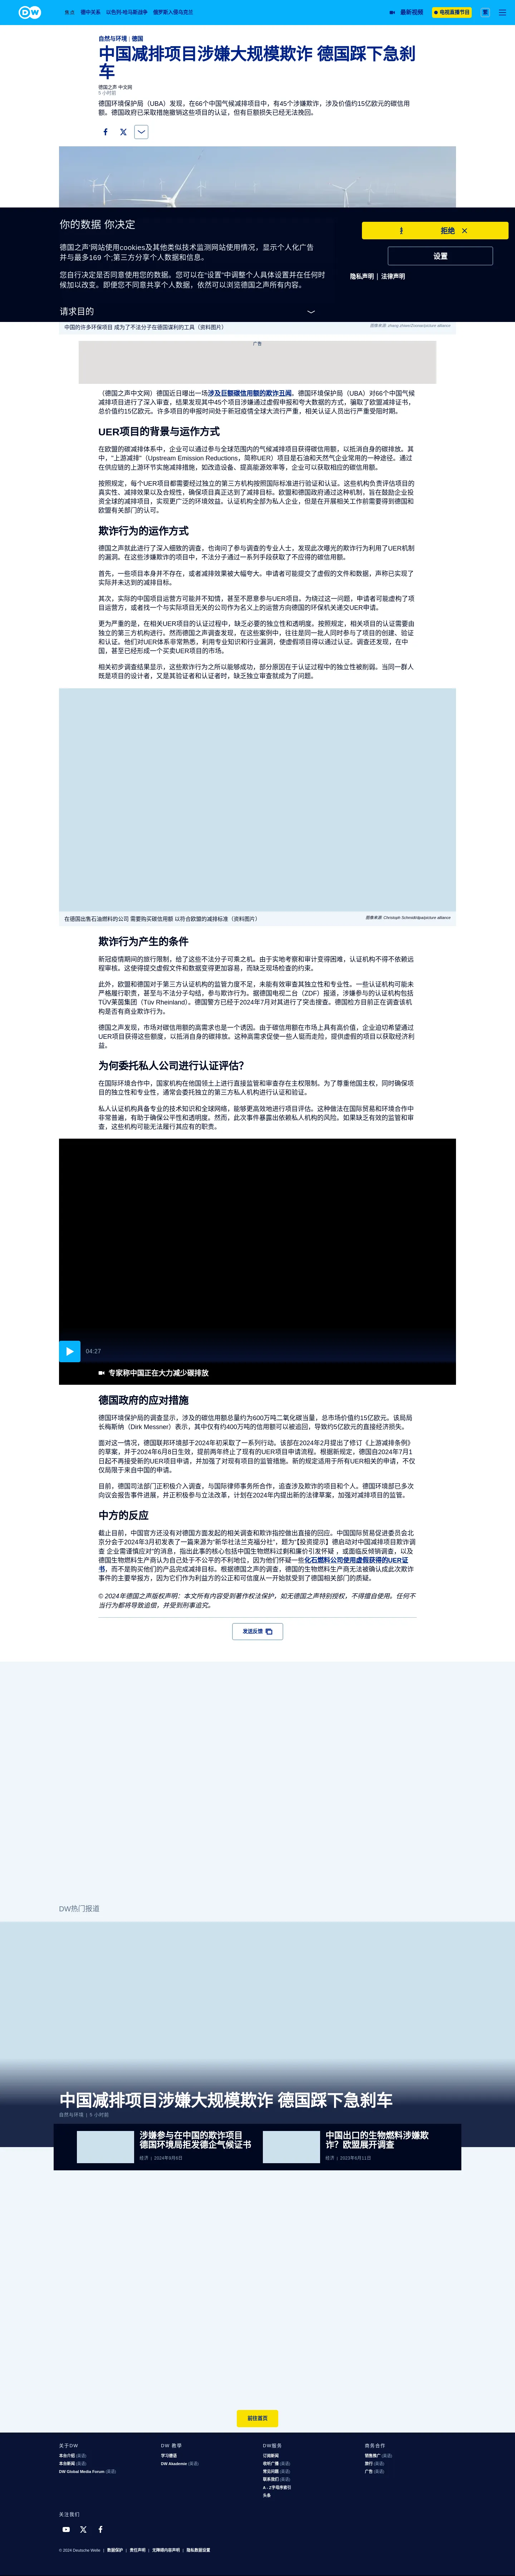 DW
焦点
德中关系
以色列-哈马斯战争
俄罗斯入侵乌克兰
最新视频
电视直播节目
繁
自然与环境
德国
中国减排项目涉嫌大规模欺诈 德国踩下急刹
车
德国之声 中文网
5 小时前
德国环境保护局（UBA）发现，在66个中国气候减排项目中，有45个涉嫌欺诈，涉及价值约15亿欧元的碳信用
额。德国政府已采取措施撤销这些项目的认证，但有巨额损失已经无法挽回。
你的数据 你决定
德国之声’网站使用cookies及其他类似技术监测网站使用情况，显示个人化广告
并与最多169 个;第三方分享个人数据和信息。
您自行决定是否同意使用您的数据。您可以在“设置”中调整个人具体设置并在任何时
候加以改变。即便您不同意共享个人数据，依然可以浏览德国之声所有内容。
请求目的
拒绝
设置
隐私声明 | 法律声明
中国的许多环保项目 成为了不法分子在德国谋利的工具（资料图片）
广告
（德国之声中文网）德国近日曝出一场涉及巨额碳信用额的欺诈丑闻。德国环境保护局（UBA）对66个中国气候
减排项目进行了深入审查，结果发现其中45个项目涉嫌通过虚假申报和夸大数据的方式，骗取了欧盟减排证书，
总价值约15亿欧元。许多项目的申报时间处于新冠疫情全球大流行严重，相关认证人员出行严重受阻时期。
UER项目的背景与运作方式
在欧盟的碳减排体系中，企业可以通过参与全球范围内的气候减排项目获得碳信用额，以抵消自身的碳排放。其
中，“上游减排”（Upstream Emission Reductions，简称UER）项目是石油和天然气企业常用的一种途径。通过
在供应链的上游环节实施减排措施，如改造设备、提高能源效率等，企业可以获取相应的碳信用额。
按照规定，每个UER项目都需要经过独立的第三方机构按照国际标准进行验证和认证。这些机构负责评估项目的
真实性、减排效果以及合规性，确保项目真正达到了减排目标。欧盟和德国政府通过这种机制，旨在鼓励企业投
资全球的减排项目，实现更广泛的环境效益。认证机构全部为私人企业，但是在开展相关工作前需要得到德国和
欧盟有关部门的认可。
欺诈行为的运作方式
德国之声就此进行了深入细致的调查，也询问了参与调查的专业人士，发现此次曝光的欺诈行为利用了UER机制
的漏洞。在这些涉嫌欺诈的项目中，不法分子通过一系列手段获取了不应得的碳信用额。
首先，一些项目本身并不存在，或者减排效果被大幅夸大。申请者可能提交了虚假的文件和数据，声称已实现了
实际并未达到的减排目标。
其次，实际的中国项目运营方可能并不知情，甚至不愿意参与UER项目。为绕过这一问题，申请者可能虚构了项
目运营方，或者找一个与实际项目无关的公司作为名义上的运营方向德国的环保机关递交UER申请。
更为严重的是，在相关UER项目的认证过程中，缺乏必要的独立性和透明度。按照规定，相关项目的认证需要由
独立的第三方机构进行。然而德国之声调查发现，在这些案例中，往往是同一批人同时参与了项目的创建、验证
和认证。他们对UER体系非常熟悉，利用专业知识和行业漏洞，使虚假项目得以通过认证。调查还发现，在中
国，甚至已经形成一个买卖UER项目的市场。
相关初步调查结果显示，这些欺诈行为之所以能够成功，部分原因在于认证过程中的独立性被削弱。当同一群人
既是项目的设计者，又是其验证者和认证者时，缺乏独立审查就成为了问题。
在德国出售石油燃料的公司 需要购买碳信用额 以符合欧盟的减排标准（资料图片）
图像来源: Christoph Schmidt/dpa/picture alliance
欺诈行为产生的条件
新冠疫情期间的旅行限制，给了这些不法分子可乘之机。由于实地考察和审计变得困难，认证机构不得不依赖远
程审核。这使得提交虚假文件和数据变得更加容易，而缺乏现场检查的约束。
此外，欧盟和德国对于第三方认证机构的监管力度不足，未能有效审查其独立性和专业性。一些认证机构可能未
严格履行职责，甚至与不法分子勾结，参与欺诈行为。据德国电视二台（ZDF）报道，涉嫌参与的认证机构包括
TÜV莱茵集团（Tüv Rheinland）。德国警方已经于2024年7月对其进行了突击搜查。德国检方目前正在调查该机
构是否有商业欺诈行为。
德国之声发现，市场对碳信用额的高需求也是一个诱因。由于碳信用额在市场上具有高价值，企业迫切希望通过
UER项目获得这些额度，以抵消自身的碳排放。这种高需求促使一些人铤而走险，提供虚假的项目以获取经济利
益。
为何委托私人公司进行认证评估？
在国际环境合作中，国家机构在他国领土上进行直接监管和审查存在主权限制。为了尊重他国主权，同时确保项
目的独立性和专业性，通常会委托独立的第三方私人机构进行认证和验证。
私人认证机构具备专业的技术知识和全球网络，能够更高效地进行项目评估。这种做法在国际贸易和环境合作中
非常普遍，有助于确保公平性和透明度。然而，此次事件暴露出依赖私人机构的风险。如果缺乏有效的监管和审
查，这些机构可能无法履行其应有的职责。
04:27
专家称中国正在大力减少碳排放
德国政府的应对措施
德国环境保护局的调查显示，涉及的碳信用额总量约为600万吨二氧化碳当量，总市场价值约15亿欧元。该局局
长梅斯纳（Dirk Messner）表示，其中仅有约400万吨的信用额可以被追回，导致约5亿欧元的直接经济损失。
面对这一情况，德国联邦环境部于2024年初采取了一系列行动。该部在2024年2月提出了修订《上游减排条例》
的草案，并于2024年6月8日生效，提前两年终止了现有的UER项目申请流程。根据新规定，德国自2024年7月1
日起不再接受新的UER项目申请，并加强了对现有项目的监管措施。新的规定适用于所有UER相关的申请，不仅
仅局限于来自中国的申请。
目前，德国司法部门正积极介入调查，与国际律师事务所合作，追查涉及欺诈的项目和个人。德国环境部已多次
向议会报告事件进展，并正积极参与立法改革，计划在2024年内提出新的法律草案，加强对减排项目的监管。
中方的反应
截止目前，中国官方还没有对德国方面发起的相关调查和欺诈指控做出直接的回应。中国国际贸易促进委员会北
京分会于2024年3月初发表了一篇来源为“新华社法兰克福分社”，题为“【投资提示】德启动对中国减排项目欺诈调
查 企业需谨慎应对”的消息，指出此事的核心包括中国生物燃料过剩和廉价引发怀疑 ，或面临反倾销调查，以及
德国生物燃料生产商认为自己处于不公平的不利地位，因为他们怀疑一些化石燃料公司使用虚假获得的UER证
书，而不是购买他们的产品完成减排目标。根据德国之声的调查，德国的生物燃料生产商无法被确认成此次欺诈
事件的主要举报方，因为它们作为利益方的公正和可信度从一开始就受到了德国相关部门的质疑。
© 2024年德国之声版权声明：本文所有内容受到著作权法保护，如无德国之声特别授权，不得擅自使用。任何不
当行为都将导致追偿，并受到刑事追究。
发送反馈
DW热门报道
中国减排项目涉嫌大规模欺诈 德国踩下急刹车
自然与环境 | 5 小时前
涉嫌参与在中国的欺诈项目
德国环境局拒发德企气候证书
经济 | 2024年9月6日
中国出口的生物燃料涉嫌欺
诈？欧盟展开调查
经济 | 2023年6月11日
前往首页
关于DW
本台介绍 (英语)
本台新闻 (英语)
DW Global Media Forum (英语)
DW 教学
学习德语
DW Akademie (英语)
DW服务
订阅新闻
收听广播 (英语)
常见问题 (英语)
联系我们 (英语)
A - Z字母序索引
头条
商务合作
销售推广 (英语)
旅行 (英语)
广告 (英语)
关注我们
© 2024 Deutsche Welle | 数据保护 | 责任声明 | 无障碍内容声明 | 隐私数据设置